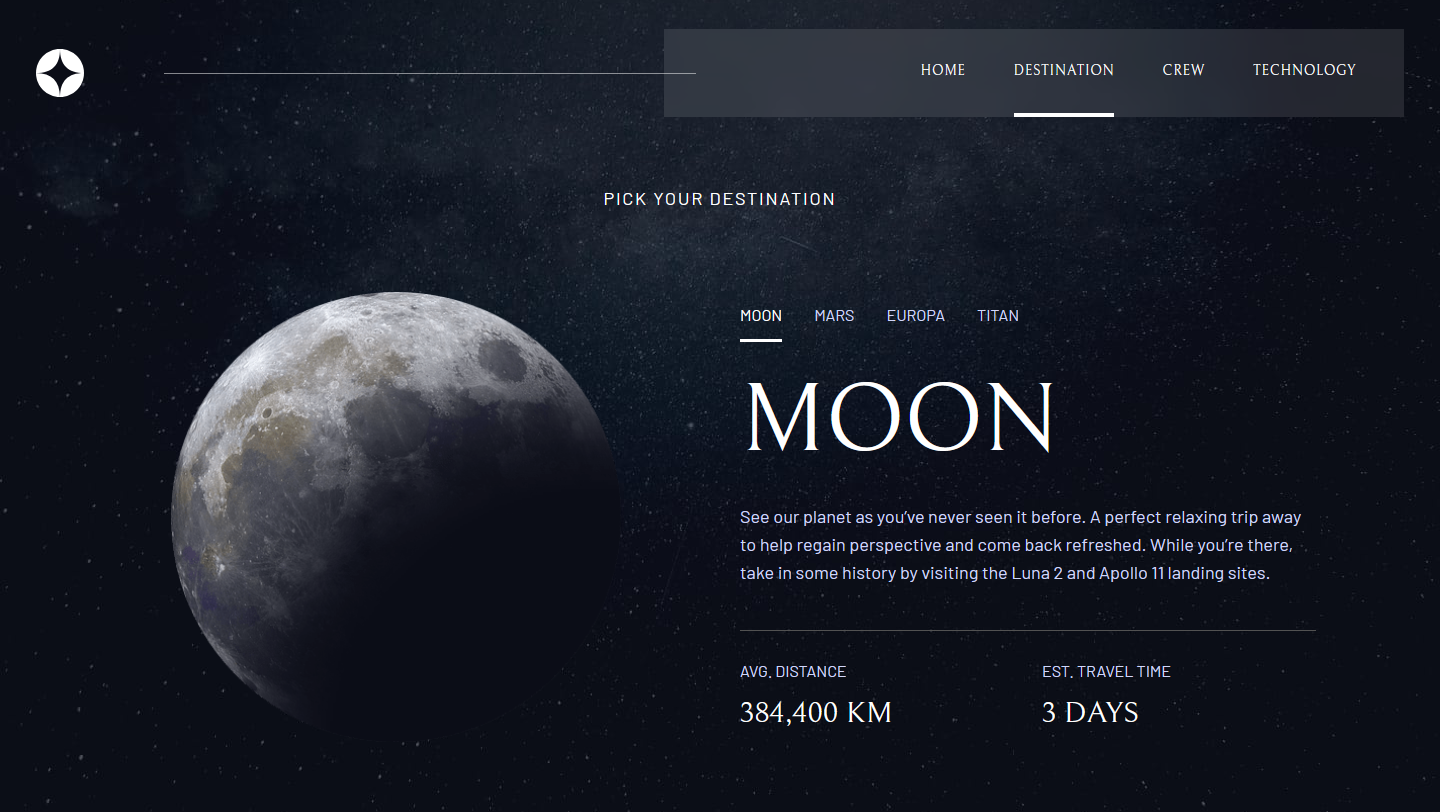 HOME DESTINATION CREW TECHNOLOGY
PICK YOUR DESTINATION
MOON MARS EUROPA TITAN
MOON
See our planet as you’ve never seen it before. A perfect relaxing trip away
to help regain perspective and come back refreshed. While you’re there,
take in some history by visiting the Luna 2 and Apollo 11 landing sites.
AVG. DISTANCE
384,400 KM
EST. TRAVEL TIME
3 DAYS